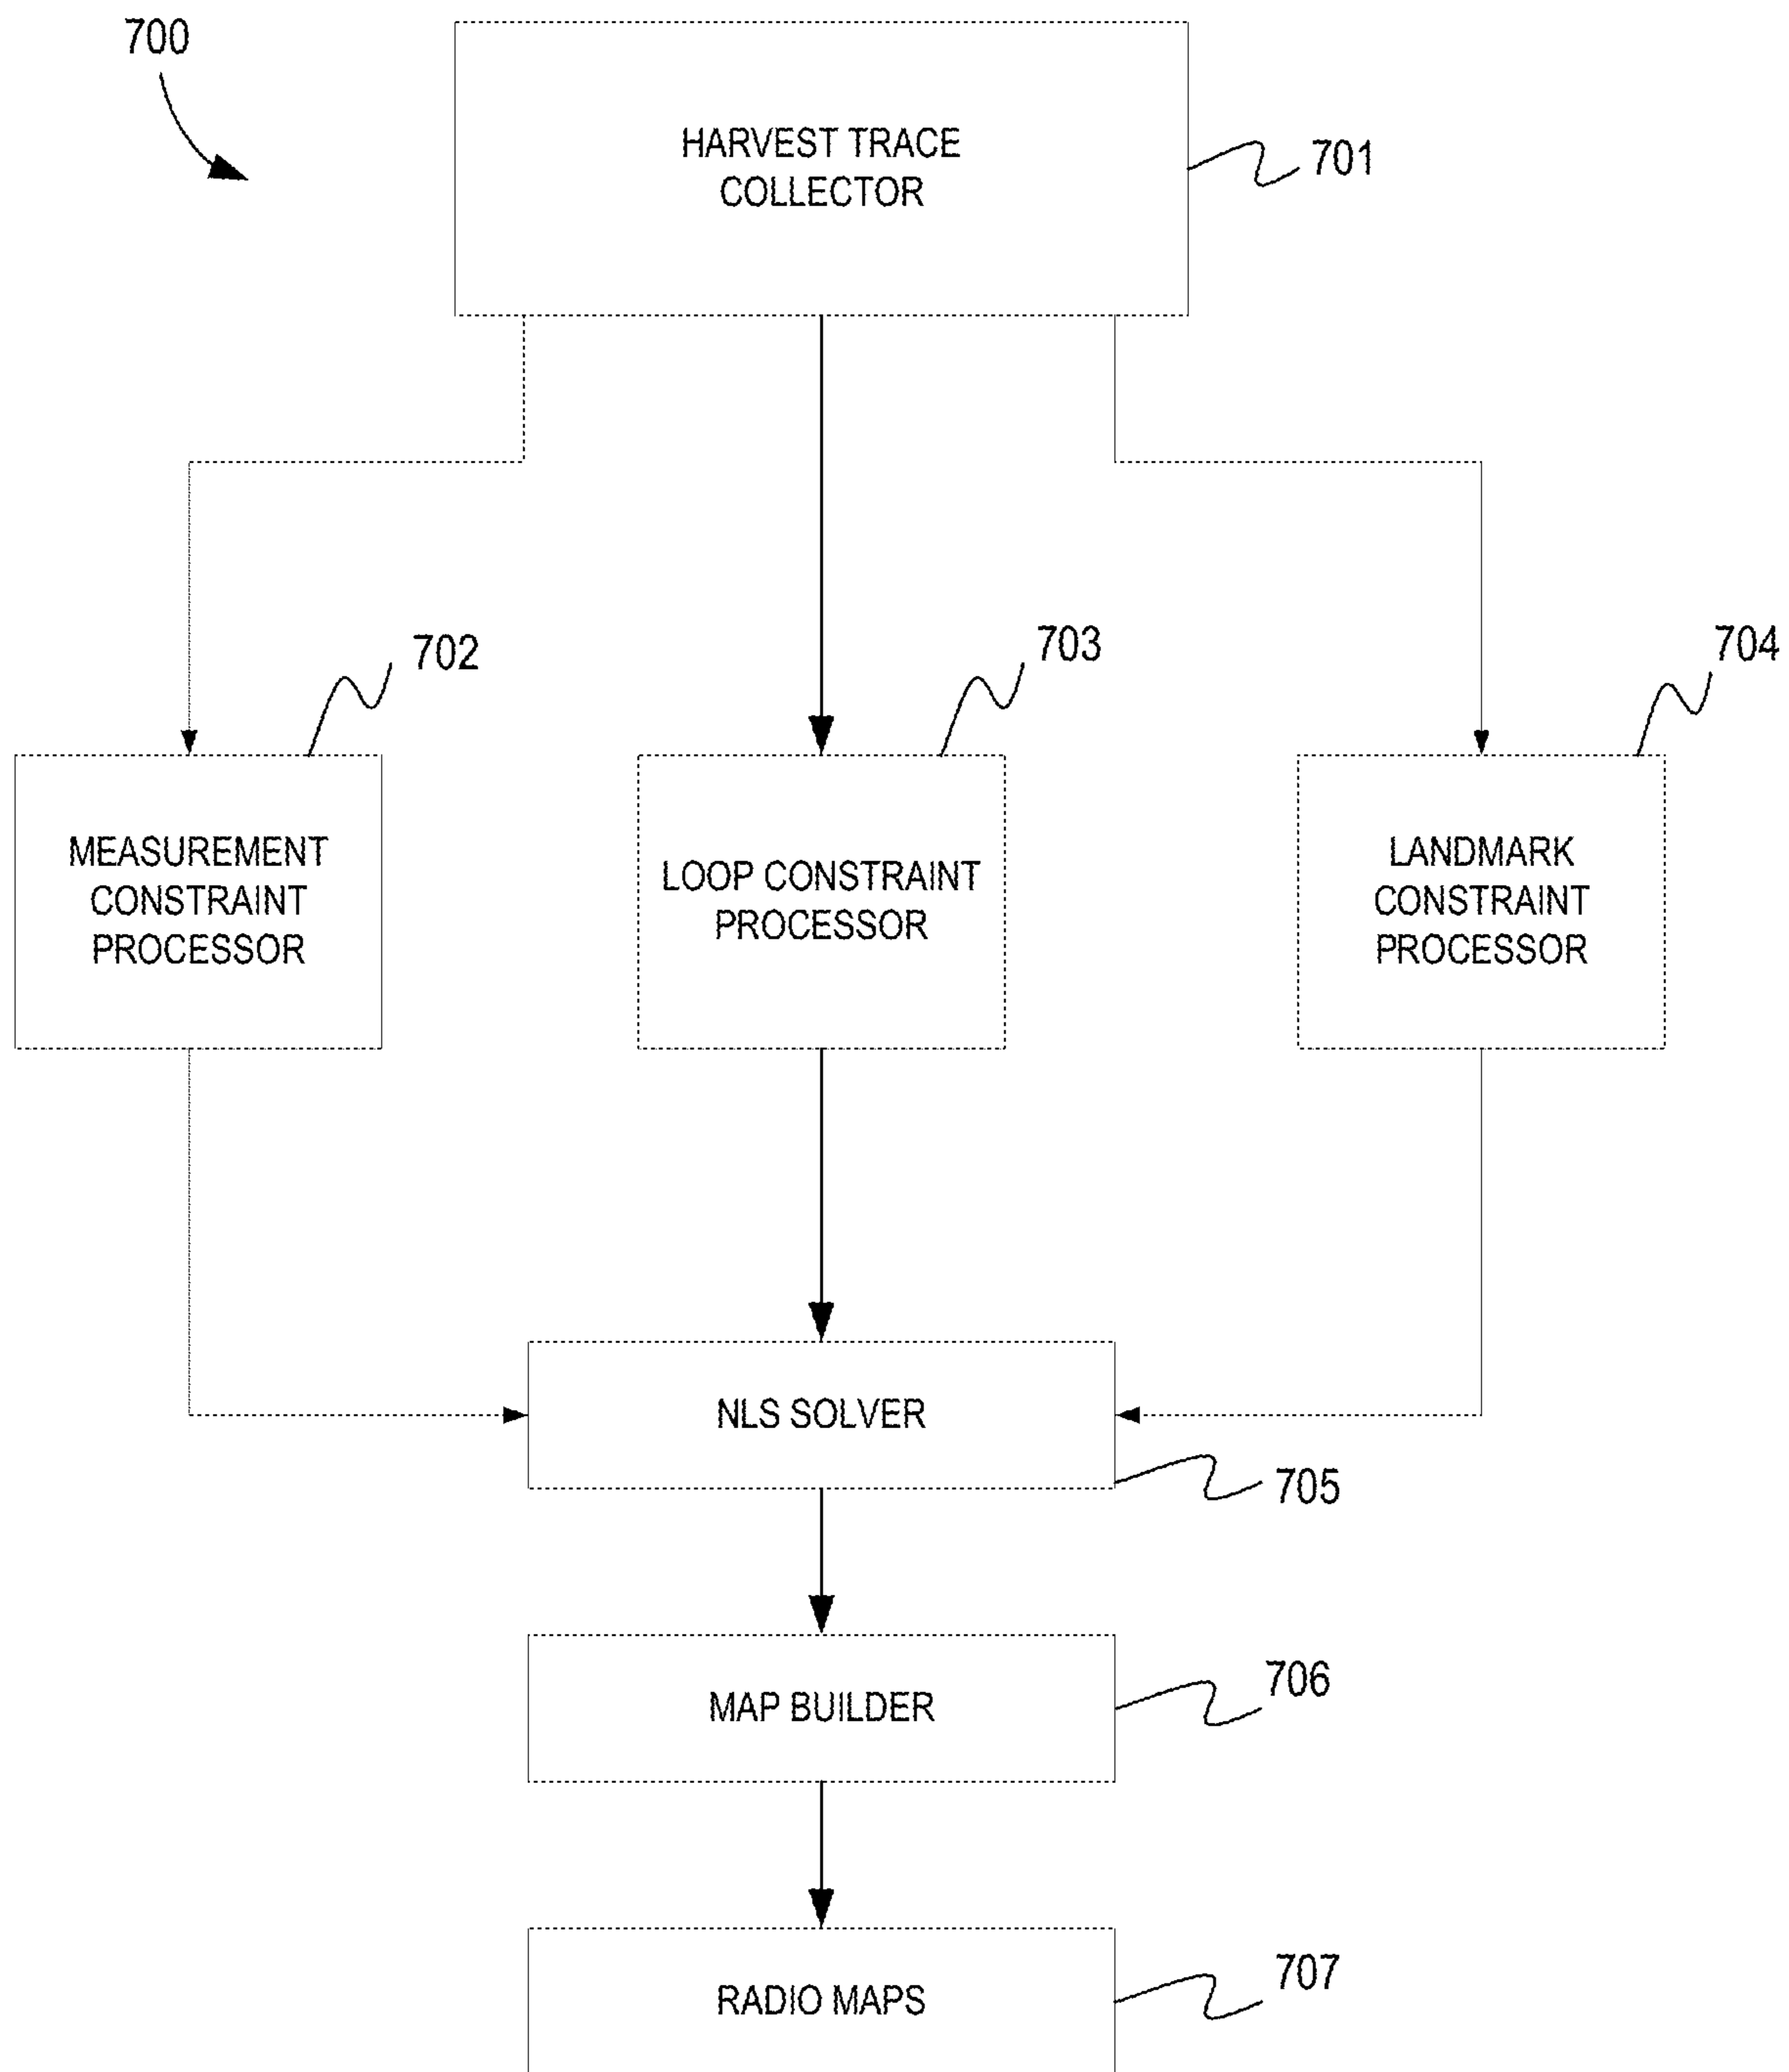 700
HARVEST TRACE
COLLECTOR
701
702
703
704
MEASUREMENT
CONSTRAINT
PROCESSOR
LOOP CONSTRAINT
PROCESSOR
LANDMARK
CONSTRAINT
PROCESSOR
NLS SOLVER
705
MAP BUILDER
706
RADIO MAPS
707